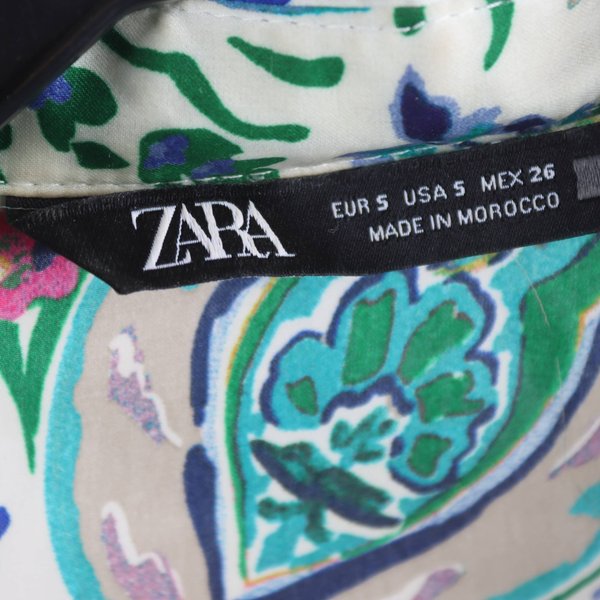 ZARA
EUR S USA S MEX 26
MADE IN MOROCCO